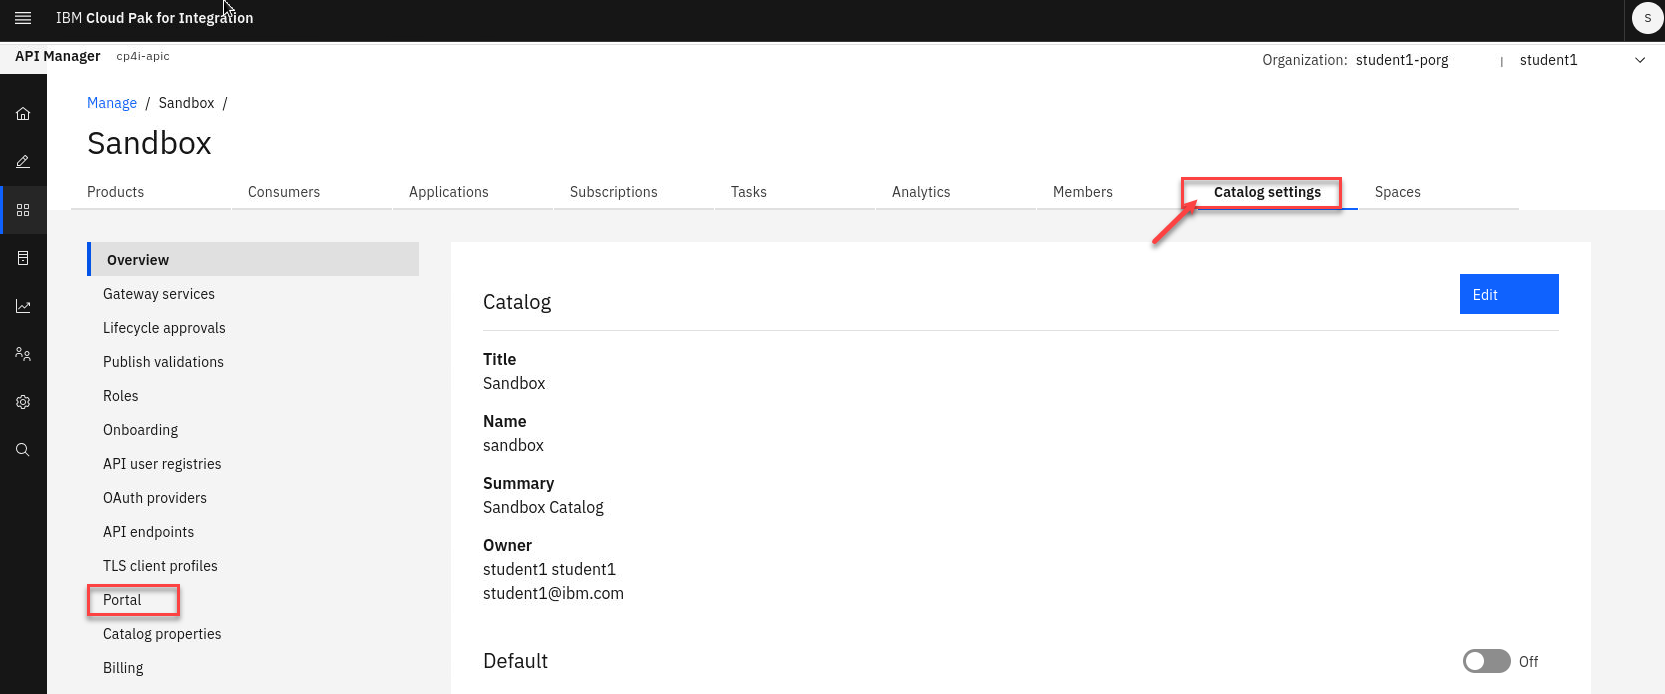 IBM Cloud Pak for Integration
S
API Manager cp4i-apic
Organization: student1-porg | student1
Manage / Sandbox /
Sandbox
Products Consumers Applications Subscriptions Tasks Analytics Members Catalog settings Spaces
Overview
Gateway services
Lifecycle approvals
Publish validations
Roles
Onboarding
API user registries
OAuth providers
API endpoints
TLS client profiles
Portal
Catalog properties
Billing
Catalog
Edit
Title
Sandbox
Name
sandbox
Summary
Sandbox Catalog
Owner
student1 student1
student1@ibm.com
Default
Off